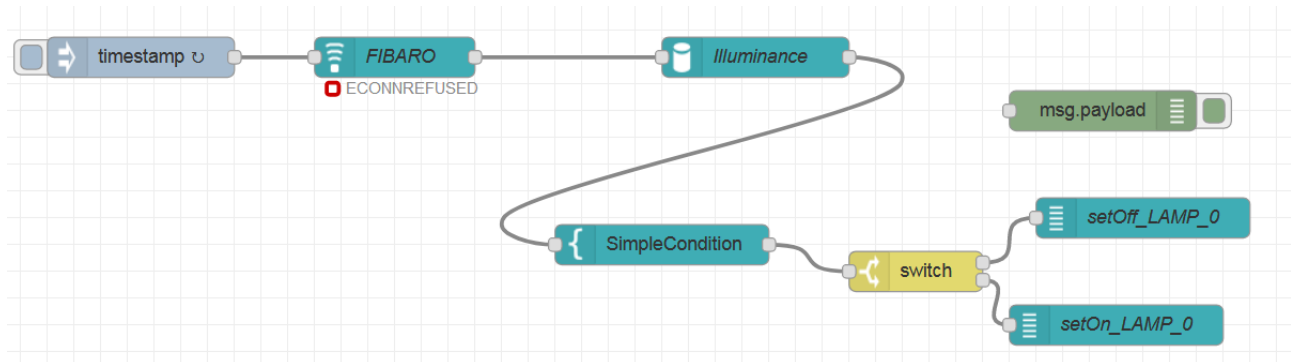 timestamp ↻
FIBARO
Illuminance
ECONNREFUSED
msg.payload
setOff_LAMP_0
SimpleCondition
switch
setOn_LAMP_0